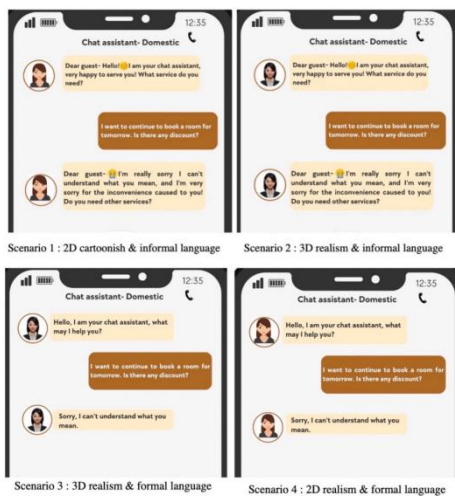 12:35
Chat assistant- Domestic
Dear guest- Hello!🙂I am your chat assistant,
very happy to serve you! What service do you
need?
I want to continue to book a room for
tomorrow. Is there any discount?
Dear guest- I'm really sorry I can't
understand what you mean, and I'm very
sorry for the inconvenience caused to you!
Do you need other services?
Scenario 1 : 2D cartoonish & informal language
12:35
Chat assistant- Domestic
Dear guest- Hello!🙂I am your chat assistant,
very happy to serve you! What service do you
need?
I want to continue to book a room for
tomorrow. Is there any discount?
Dear guest- I'm really sorry I can't
understand what you mean, and I'm very
sorry for the inconvenience caused to you!
Do you need other services?
Scenario 2 : 3D realism & informal language
12:35
Chat assistant- Domestic
Hello, I am your chat assistant, what
may I help you?
I want to continue to book a room for
tomorrow. Is there any discount?
Sorry, I can't understand what you
mean.
Scenario 3 : 3D realism & formal language
12:35
Chat assistant- Domestic
Hello, I am your chat assistant, what
may I help you?
I want to continue to book a room for
tomorrow. Is there any discount?
Sorry, I can't understand what you
mean.
Scenario 4 : 2D realism & formal language